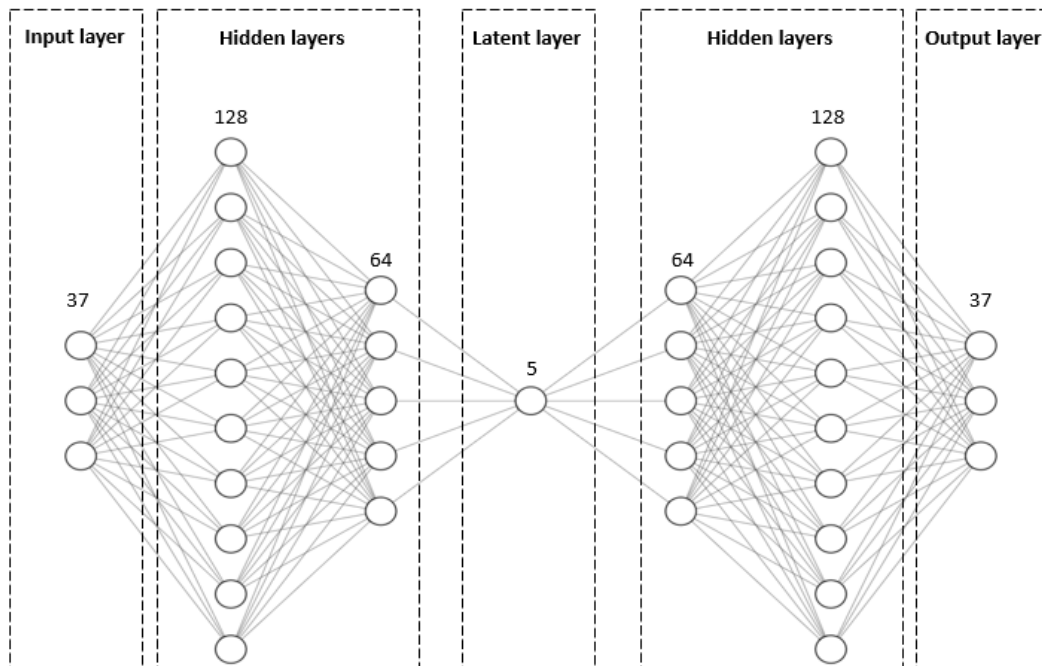 Input layer
Hidden layers
Latent layer
Hidden layers
Output layer
128
128
64
64
37
37
5